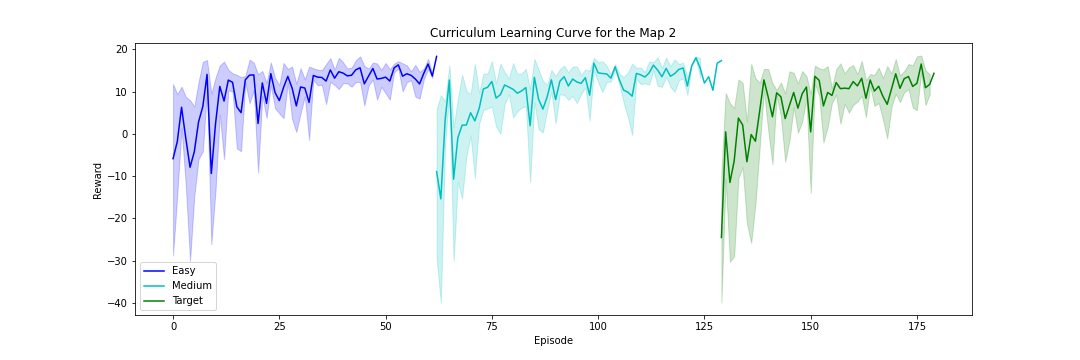 Curriculum Learning Curve for the Map 2
20
10
0
−10
−20
−30
−40
Reward
Easy
Medium
Target
0 25 50 75 100 125 150 175
Episode